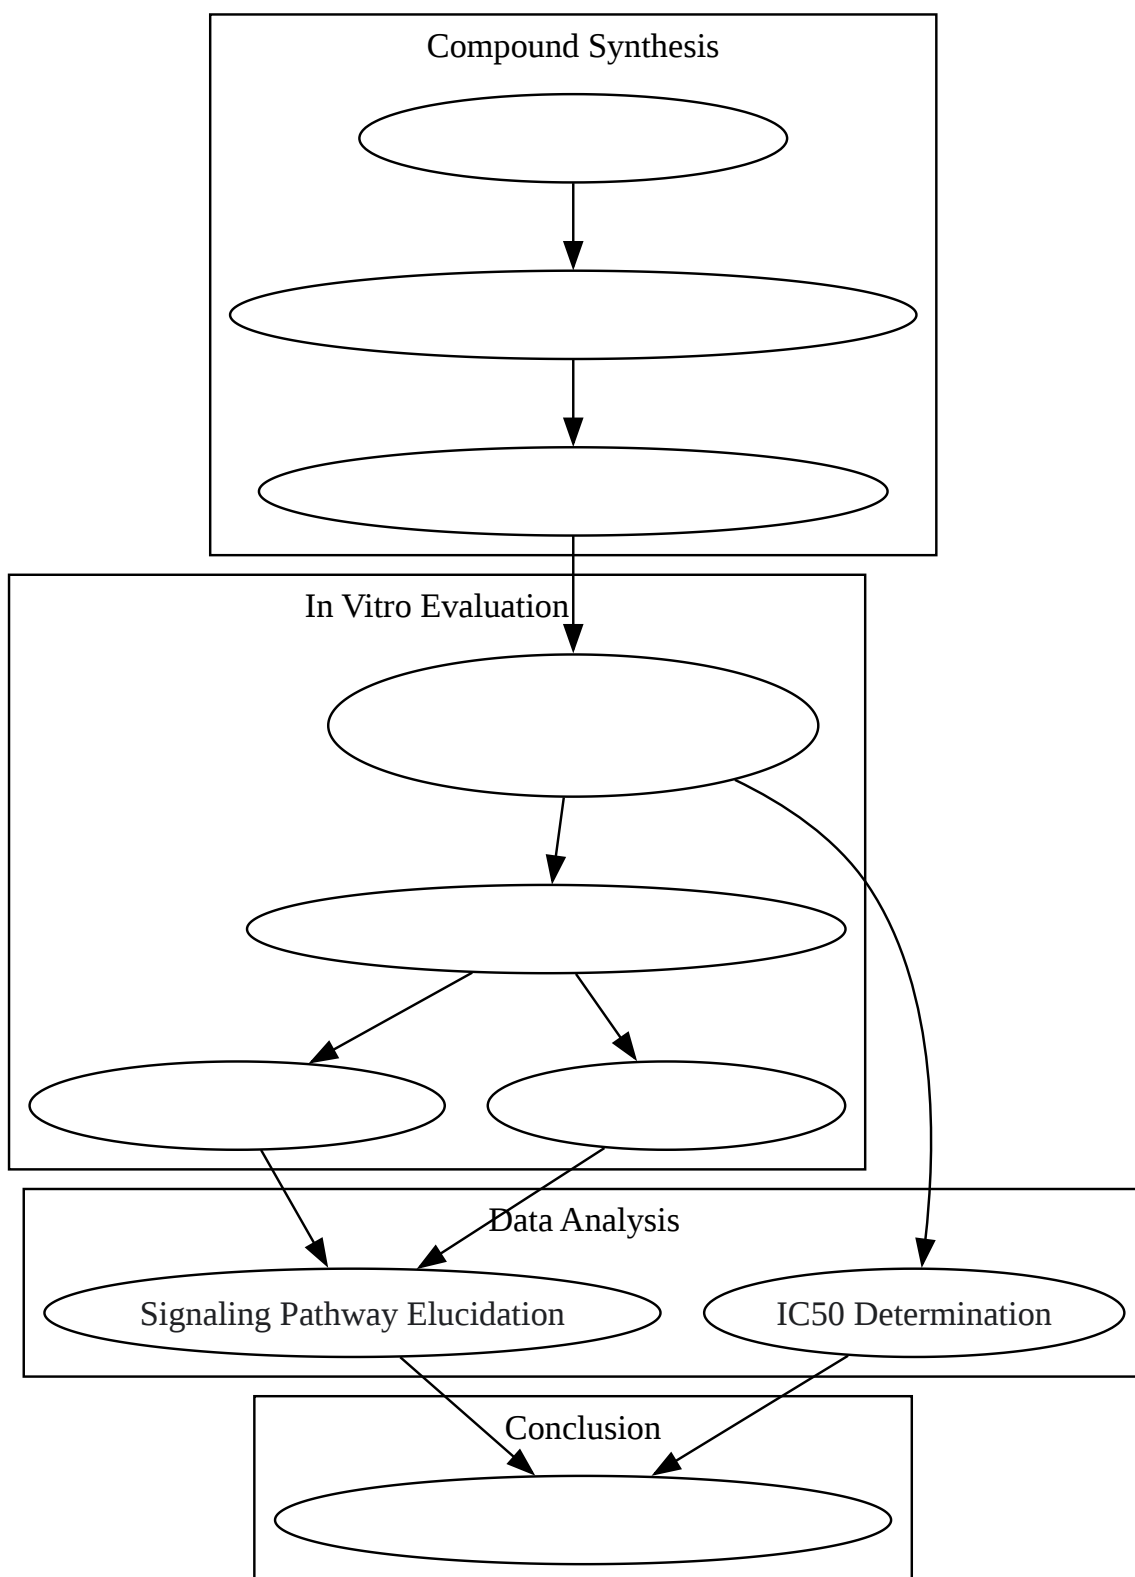 Compound Synthesis
In Vitro Evaluation
Data Analysis
Signaling Pathway Elucidation
IC50 Determination
Conclusion